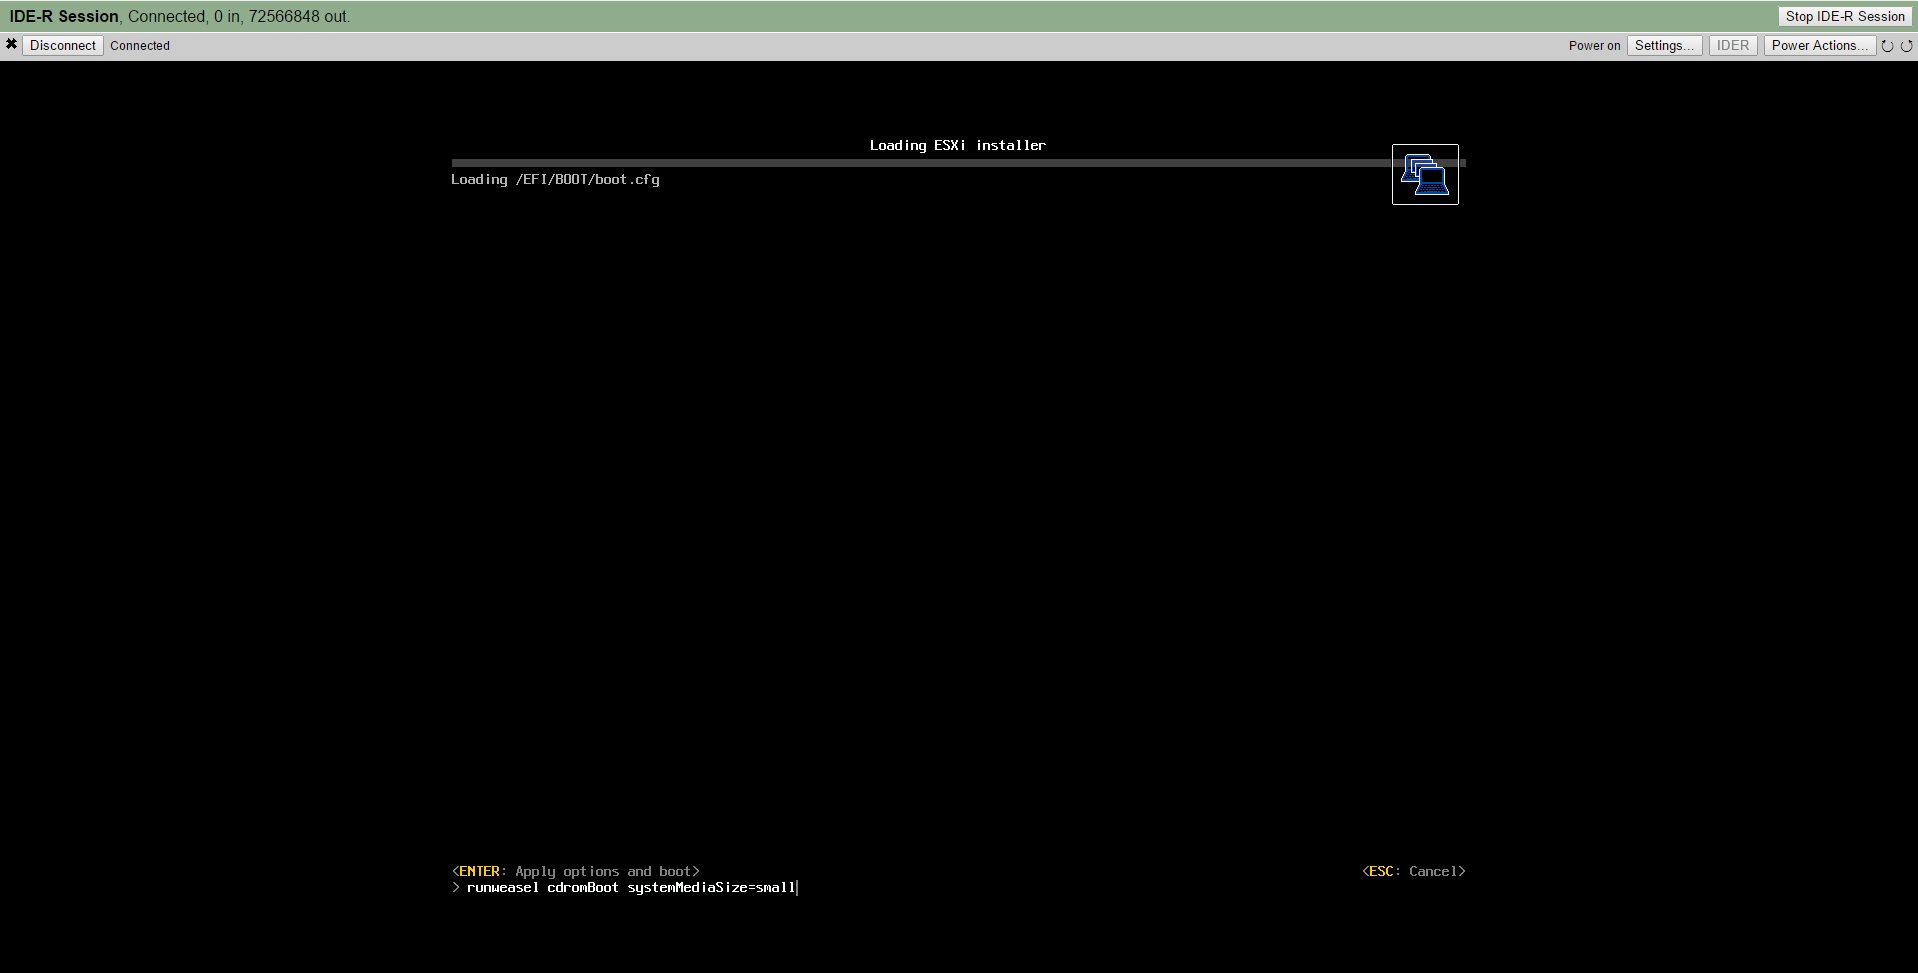 IDE-R Session, Connected, 0 in, 72566848 out. Stop IDE-R Session
✖ Disconnect Connected Power on Settings... IDER Power Actions...
Loading ESXi installer
Loading /EFI/BOOT/boot.cfg
<ENTER: Apply options and boot> <ESC: Cancel>
> runweasel cdromBoot systemMediaSize=small